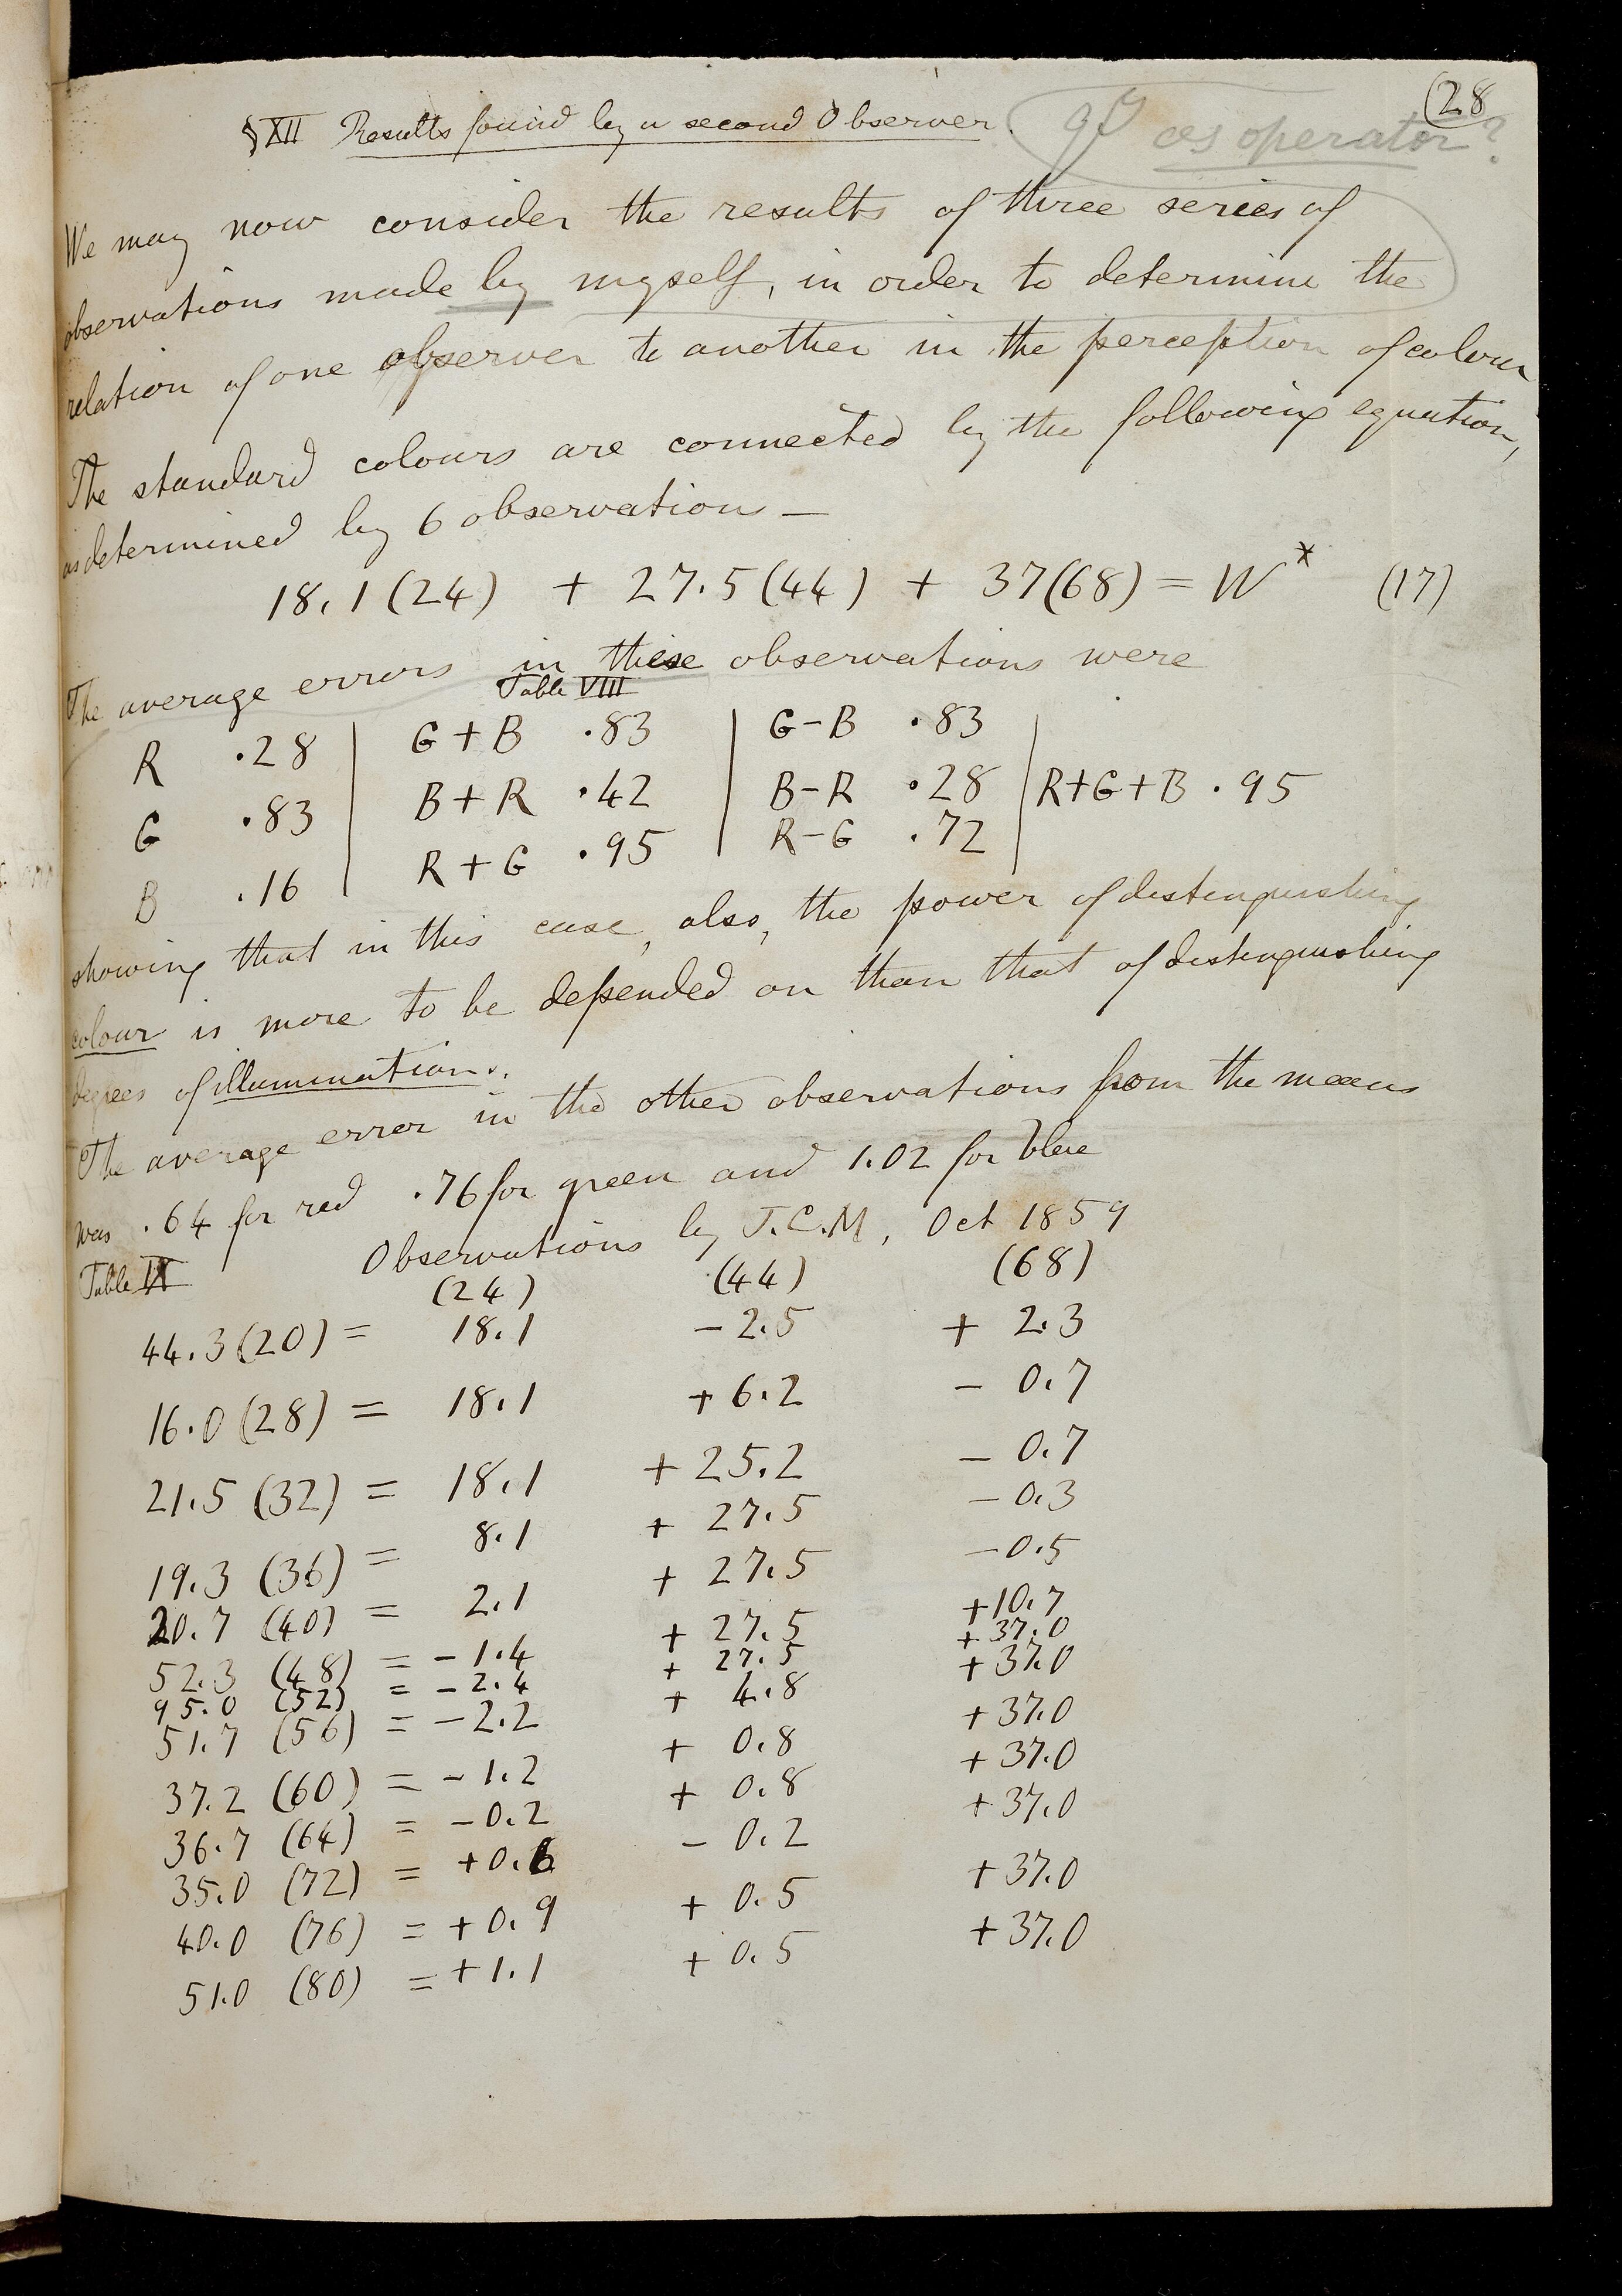 (28
§XII Results found by a second Observer.
as operator?
We may now consider the results of three series of
observations made by myself, in order to determine the
relation of one observer to another in the perception of colour
The standard colours are connected by the following equation,
as determined by 6 observations —
18.1 (24) + 27.5 (44) + 37 (68) = W * (17)
The average errors in these observations were
Table VIII
R .28 | G + B .83 | G - B .83 |
B + R .42 | B - R .28 | R+G+B .95
G .83 | R + G .95 | R - G .72 |
B .16
showing that in this case, also, the power of distinguishing
colour is more to be depended on than that of distinguishing
degrees of illumination.
The average error in the other observations from the means
was .64 for red .76 for green and 1.02 for blue
Table IX Observations by J.C.M, Oct 1859
(24) (44) (68)
44.3 (20) = 18.1 - 2.5 + 2.3
16.0 (28) = 18.1 + 6.2 - 0.7
21.5 (32) = 18.1 + 25.2 - 0.7
19.3 (36) = 8.1 + 27.5 - 0.3
20.7 (40) = 2.1 + 27.5 - 0.5
52.3 (48) = - 1.4 + 27.5 + 10.7
95.0 (52) = - 2.4 + 27.5 + 37.0
51.7 (56) = - 2.2 + 4.8 + 37.0
37.2 (60) = - 1.2 + 0.8 + 37.0
36.7 (64) = - 0.2 + 0.8 + 37.0
35.0 (72) = + 0.6 - 0.2 + 37.0
40.0 (76) = + 0.9 + 0.5 + 37.0
51.0 (80) = + 1.1 + 0.5 + 37.0